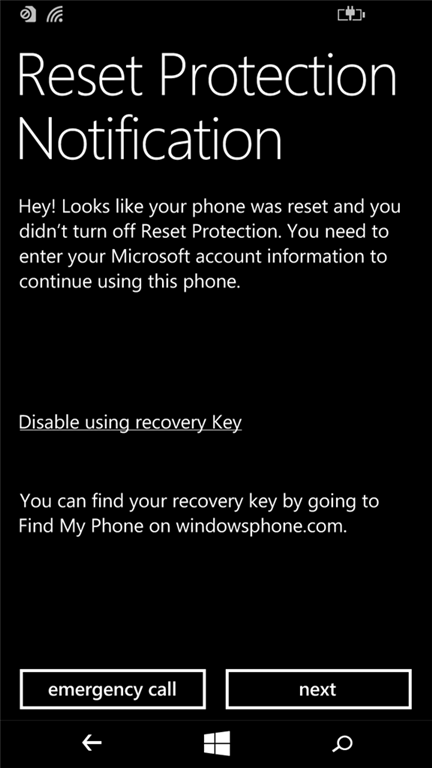 Reset Protection
Notification
Hey! Looks like your phone was reset and you
didn't turn off Reset Protection. You need to
enter your Microsoft account information to
continue using this phone.
Disable using recovery Key
You can find your recovery key by going to
Find My Phone on windowsphone.com.
emergency call
next